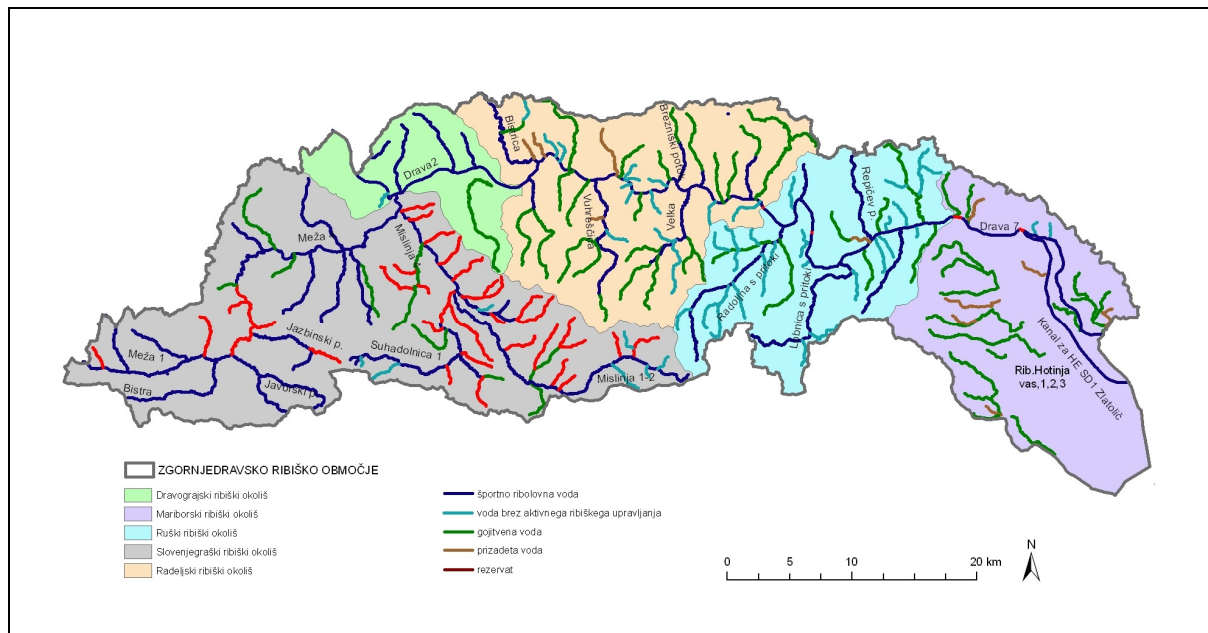 Bistrica
Brezniški potok
Drava2
Repičev p.
Vuhreščica
Velka
Meža
Mislinja
Drava 7
Radoljna s pritoki
Lobnica s pritoki
Jazbinski p.
Suhadolnica 1
Meža 1
Bistra
Javorski p.
Mislinja 1-2
Rib.Hotinja
vas,1,2,3
Kanal za HE SD1 Zlatolič
ZGORNJEDRAVSKO RIBIŠKO OBMOČJE
Dravograjski ribiški okoliš
Mariborski ribiški okoliš
Ruški ribiški okoliš
Slovenjegraški ribiški okoliš
Radeljski ribiški okoliš
športno ribolovna voda
voda brez aktivnega ribiškega upravljanja
gojitvena voda
prizadeta voda
rezervat
0 5 10 20 km
N